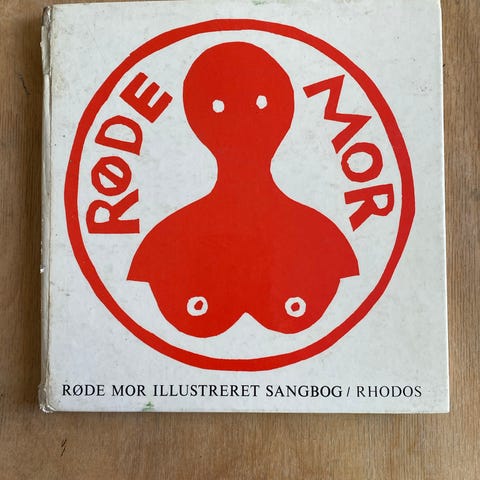 RØDE
MOR
RØDE MOR ILLUSTRERET SANGBOG / RHODOS